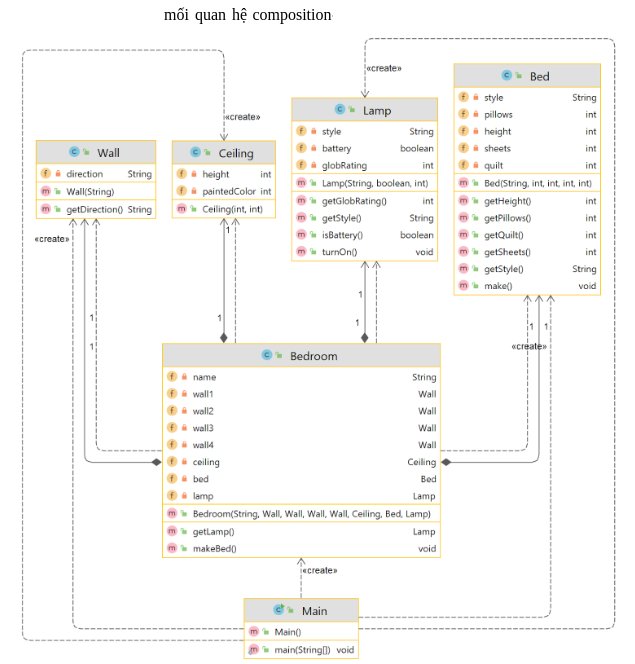 mối quan hệ composition
«create»
«create»
Wall
direction String
Wall(String)
getDirection() String
Ceiling
height int
paintedColor int
Ceiling(int, int)
Lamp
style String
battery boolean
globRating int
Lamp(String, boolean, int)
getGlobRating() int
getStyle() String
isBattery() boolean
turnOn() void
Bed
style String
pillows int
height int
sheets int
quilt int
Bed(String, int, int, int, int)
getHeight() int
getPillows() int
getQuilt() int
getSheets() int
getStyle() String
make() void
«create»
1
1
1
1
1
1
1
1
«create»
Bedroom
name String
wall1 Wall
wall2 Wall
wall3 Wall
wall4 Wall
ceiling Ceiling
bed Bed
lamp Lamp
Bedroom(String, Wall, Wall, Wall, Wall, Ceiling, Bed, Lamp)
getLamp() Lamp
makeBed() void
«create»
Main
Main()
main(String[]) void